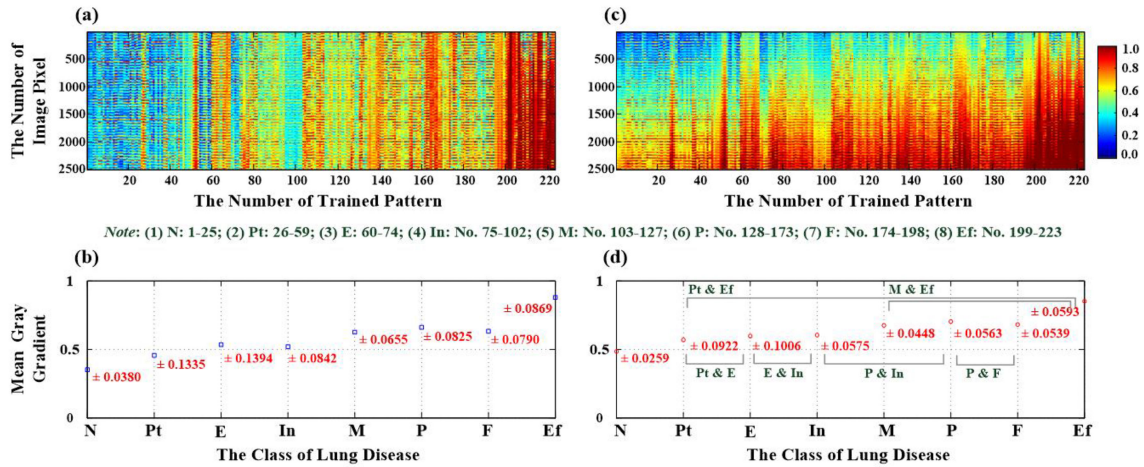 (a)
(c)
The Number of
Image Pixel
500
1000
1500
2000
2500
20 40 60 80 100 120 140 160 180 200 220
The Number of Trained Pattern
500
1000
1500
2000
2500
20 40 60 80 100 120 140 160 180 200 220
The Number of Trained Pattern
1.0
0.8
0.6
0.4
0.2
0.0
Note: (1) N: 1-25; (2) Pt: 26-59; (3) E: 60-74; (4) In: No. 75-102; (5) M: No. 103-127; (6) P: No. 128-173; (7) F: No. 174-198; (8) Ef: No. 199-223
(b)
Mean Gray
Gradient
1
0.5
0
± 0.0380
± 0.1335
± 0.1394
± 0.0842
± 0.0655
± 0.0825
± 0.0790
± 0.0869
N Pt E In M P F Ef
The Class of Lung Disease
(d)
1
0.5
0
Pt & Ef
M & Ef
± 0.0259
± 0.0922
± 0.1006
± 0.0575
± 0.0448
± 0.0563
± 0.0539
± 0.0593
Pt & E
E & In
P & In
P & F
N Pt E In M P F Ef
The Class of Lung Disease